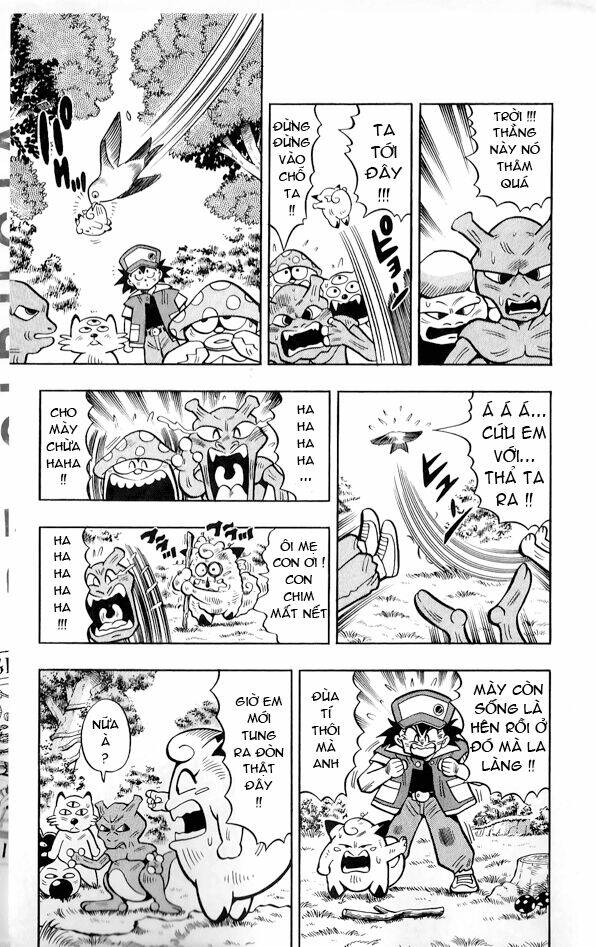 TRỜI !!!
THẰNG
NÀY NÓ
THÂM
QUÁ
TA
TỚI
ĐÂY
!!!
ĐỪNG
ĐỪNG
VÀO
CHỖ
TA
!!
Á Á Á...
CỨU EM
VỚI...
THẢ TA
RA !!
HA
HA
HA
HA
...
CHO
MÀY
CHỪA
HAHA
!!
ÔI MẸ
CON ƠI !
CON
CHIM
MẤT NẾT
HA
HA
HA
HA
HA
!!!
MÀY CÒN
SỐNG LÀ
HÊN RỒI Ở
ĐÓ MÀ LA
LÀNG !!
ĐÙA
TÍ
THÔI
MÀ
ANH
GIỜ EM
MỚI
TUNG
RA ĐÒN
THẬT
ĐÂY !!
NỮA
À ?